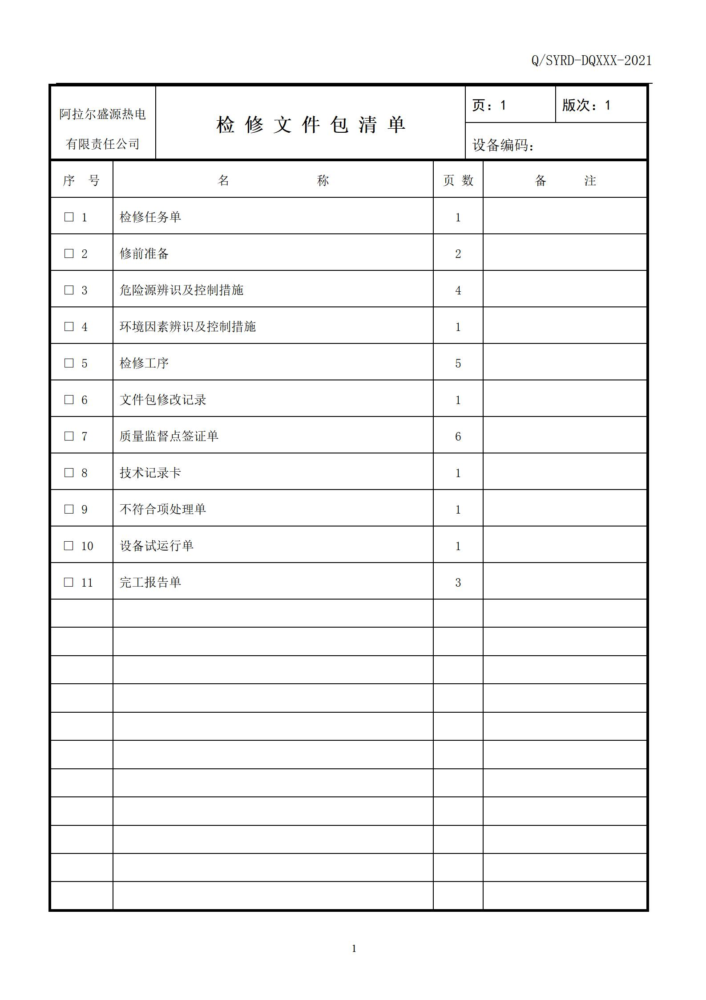 Q/SYRD-DQXXX-2021
阿拉尔盛源热电
有限责任公司
检修文件包清单
页：1
版次：1
设备编码：
序 号 名 称 页 数 备 注
□ 1 检修任务单 1
□ 2 修前准备 2
□ 3 危险源辨识及控制措施 4
□ 4 环境因素辨识及控制措施 1
□ 5 检修工序 5
□ 6 文件包修改记录 1
□ 7 质量监督点签证单 6
□ 8 技术记录卡 1
□ 9 不符合项处理单 1
□ 10 设备试运行单 1
□ 11 完工报告单 3
1